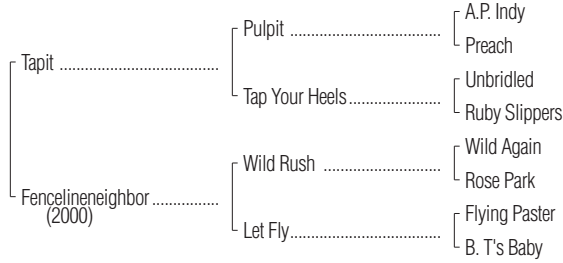 A.P. Indy
Pulpit ........................
Preach
Tapit ........................................
Unbridled
Tap Your Heels.......................
Ruby Slippers
Wild Again
Wild Rush .............................
Rose Park
Fencelineneighbor .................
(2000)
Flying Paster
Let Fly.....................................
B. T's Baby